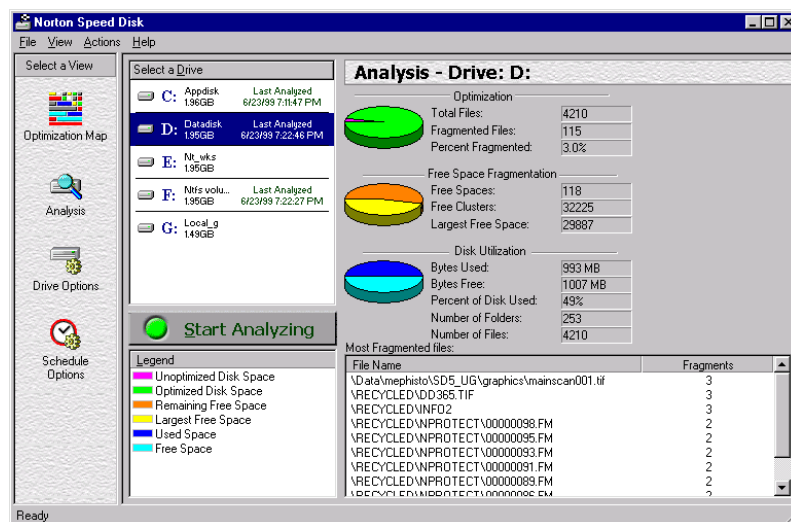 Norton Speed Disk
File View Actions Help
Select a View
Optimization Map
Analysis
Drive Options
Schedule
Options
Select a Drive
C: Appdisk 1.96GB Last Analyzed 6/23/99 7:11:47 PM
D: Datadisk 1.95GB Last Analyzed 6/23/99 7:22:46 PM
E: Nt_wks 1.95GB
F: Ntfs volu... 1.95GB Last Analyzed 6/23/99 7:22:27 PM
G: Local_g 1.49GB
Start Analyzing
Legend
Unoptimized Disk Space
Optimized Disk Space
Remaining Free Space
Largest Free Space
Used Space
Free Space
Analysis - Drive: D:
Optimization
Total Files: 4210
Fragmented Files: 115
Percent Fragmented: 3.0%
Free Space Fragmentation
Free Spaces: 118
Free Clusters: 32225
Largest Free Space: 29887
Disk Utilization
Bytes Used: 993 MB
Bytes Free: 1007 MB
Percent of Disk Used: 49%
Number of Folders: 253
Number of Files: 4210
Most Fragmented files:
File Name Fragments
\Data\mephisto\SD5_UG\graphics\mainscan001.tif 3
\RECYCLED\DD365.TIF 3
\RECYCLED\INFO2 3
\RECYCLED\NPROTECT\00000098.FM 2
\RECYCLED\NPROTECT\00000095.FM 2
\RECYCLED\NPROTECT\00000093.FM 2
\RECYCLED\NPROTECT\00000091.FM 2
\RECYCLED\NPROTECT\00000089.FM 2
\RECYCLED\NPROTECT\00000086.FM 2
Ready